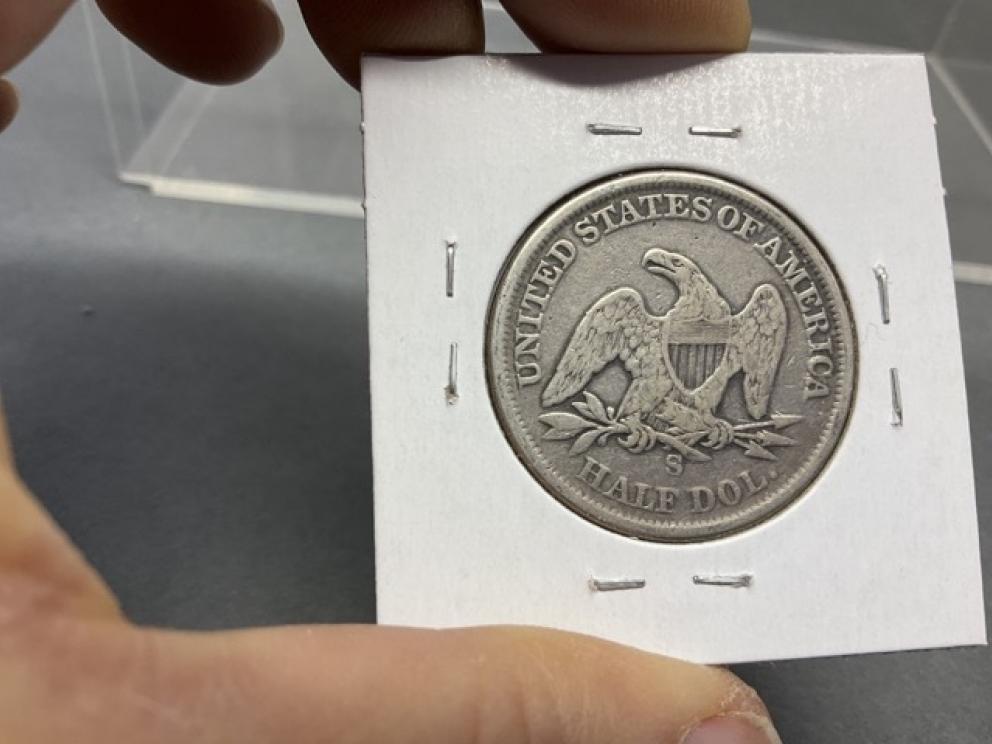 UNITED STATES OF AMERICA
S
HALF DOL.